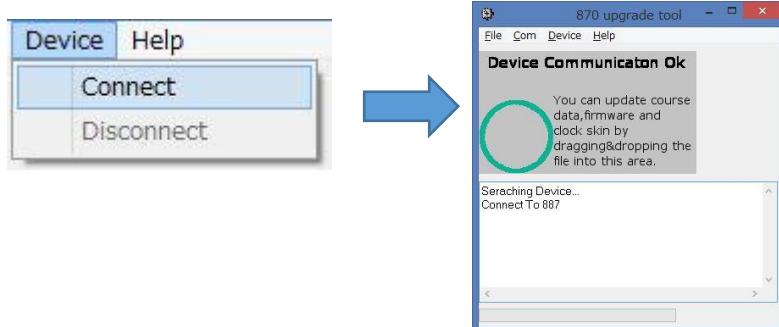 Device Help
Connect
Disconnect
870 upgrade tool
File Com Device Help
Device Communicaton Ok
You can update course
data,firmware and
clock skin by
dragging&dropping the
file into this area.
Seraching Device...
Connect To 887